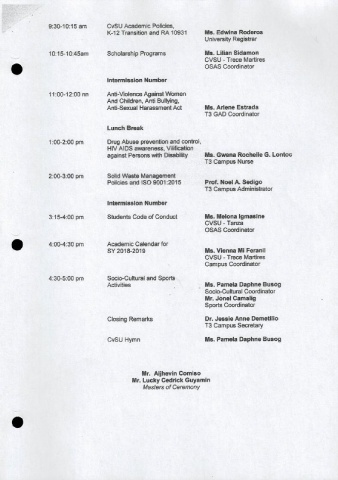 9:30-10:15 am CvSU Academic Policies,
K-12 Transition and RA 10931 Ms. Edwina Roderos
University Registrar
10:15-10:45am Scholarship Programs Ms. Lilian Sidamon
CVSU - Trece Martires
OSAS Coordinator
Intermission Number
11:00-12:00 nn Anti-Violence Against Women
And Children, Anti Bullying,
Anti-Sexual Harassment Act Ms. Arlene Estrada
T3 GAD Coordinator
Lunch Break
1:00-2:00 pm Drug Abuse prevention and control,
HIV AIDS awareness, Vilification
against Persons with Disability Ms. Gwena Rochelle G. Lontoc
T3 Campus Nurse
2:00-3:00 pm Solid Waste Management
Policies and ISO 9001:2015 Prof. Noel A. Sedigo
T3 Campus Administrator
Intermission Number
3:15-4:00 pm Students Code of Conduct Ms. Melona Igmasine
CVSU - Tanza
OSAS Coordinator
4:00-4:30 pm Academic Calendar for
SY 2018-2019 Ms. Vienna Mi Feranil
CVSU - Trece Martires
Campus Coordinator
4:30-5:00 pm Socio-Cultural and Sports
Activities Ms. Pamela Daphne Busog
Socio-Cultural Coordinator
Mr. Jonel Camalig
Sports Coordinator
Closing Remarks Dr. Jessie Anne Demetillo
T3 Campus Secretary
CvSU Hymn Ms. Pamela Daphne Busog
Mr. Aljhevin Comiso
Mr. Lucky Cedrick Guyamin
Masters of Ceremony